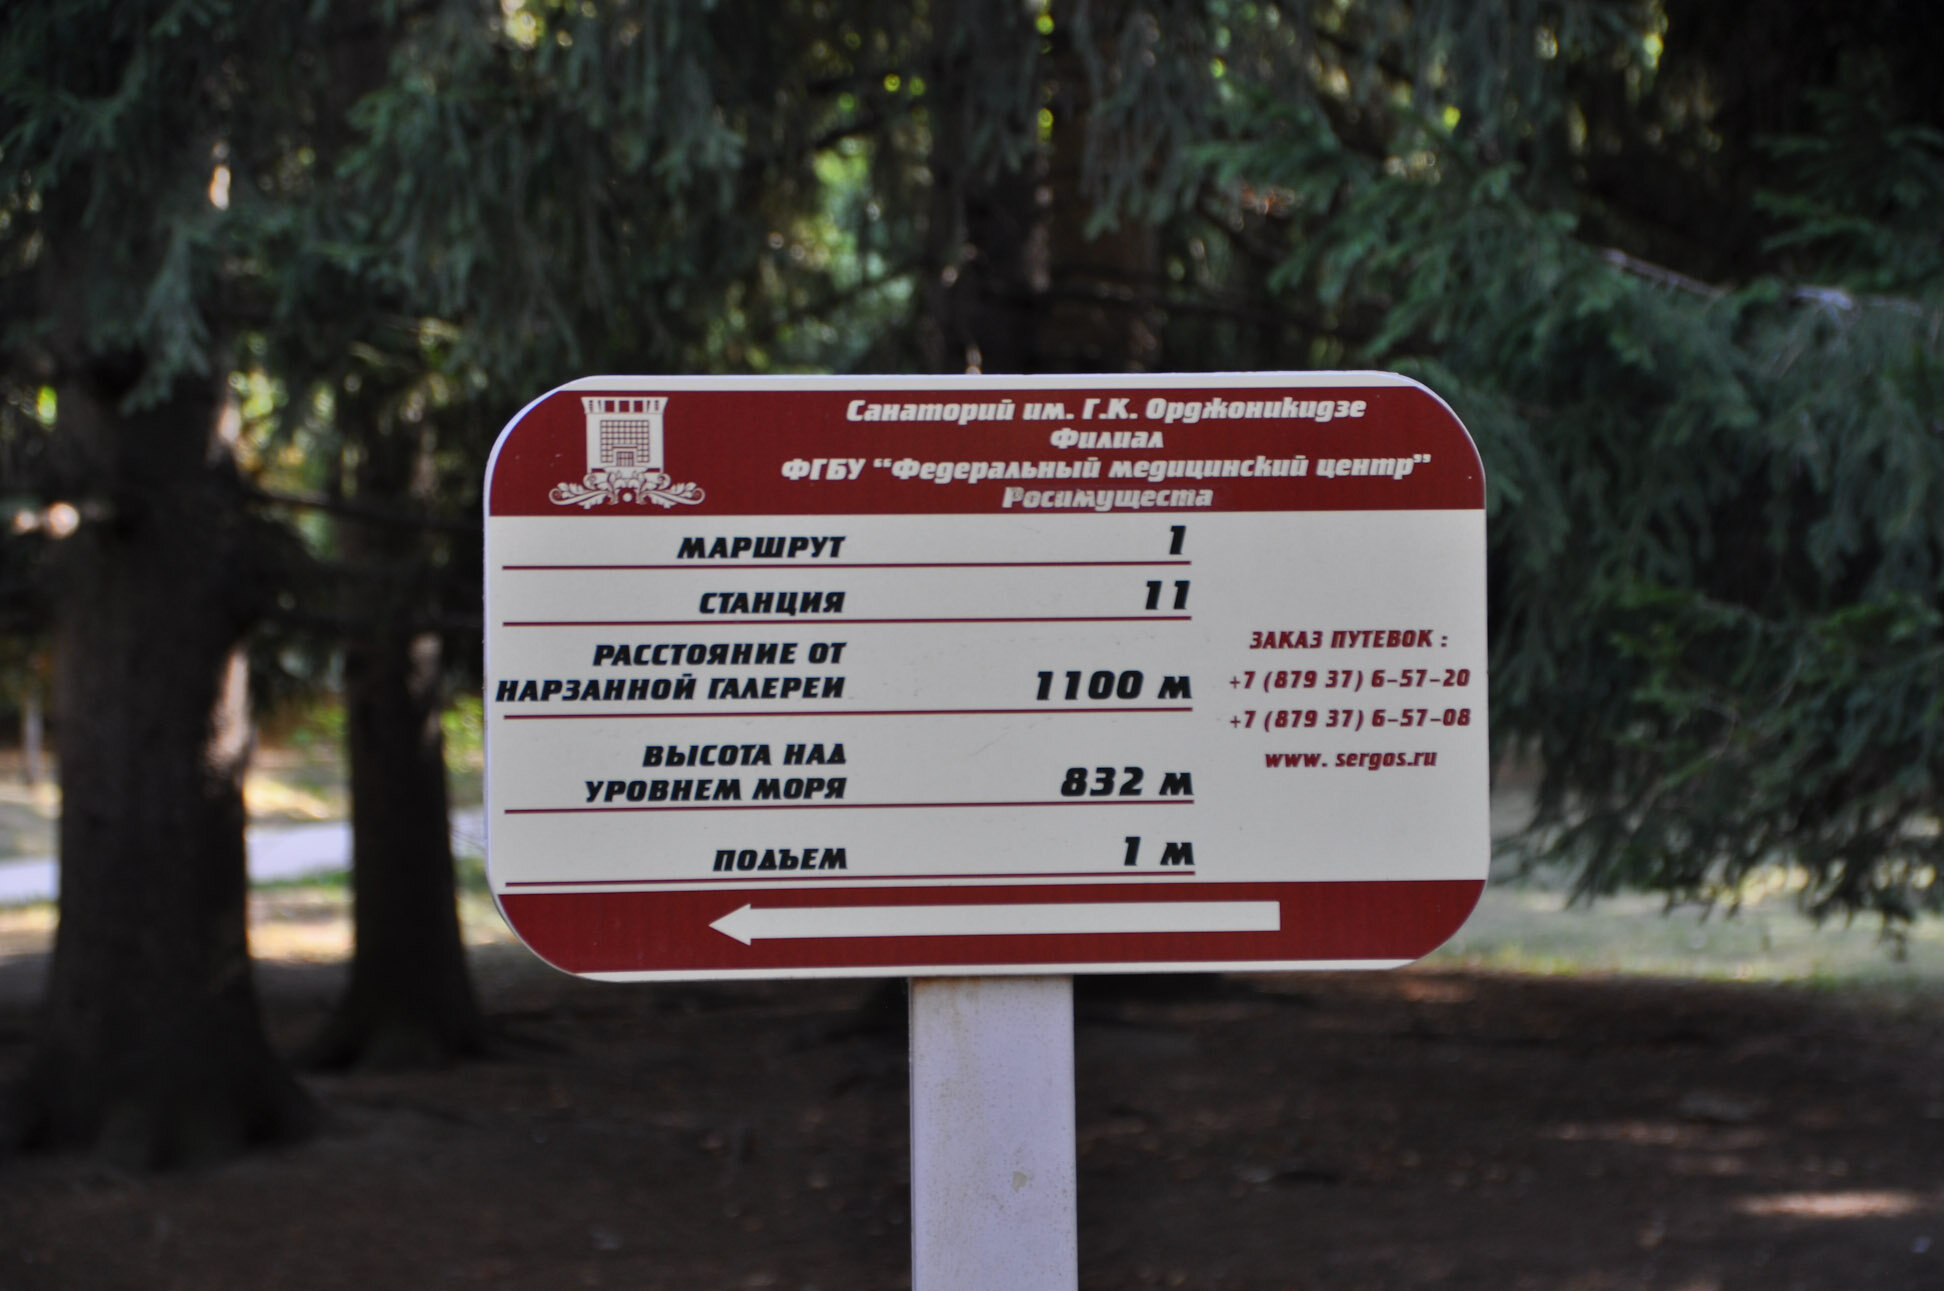 Санаторий им. Г.К. Орджоникидзе
Филиал
ФГБУ “Федеральный медицинский центр”
Росимущеста
МАРШРУТ 1
СТАНЦИЯ 11
РАССТОЯНИЕ ОТ
НАРЗАННОЙ ГАЛЕРЕИ 1100 м
ВЫСОТА НАД
УРОВНЕМ МОРЯ 832 м
ПОДЪЕМ 1 м
ЗАКАЗ ПУТЕВОК :
+7 (879 37) 6-57-20
+7 (879 37) 6-57-08
www. sergos.ru